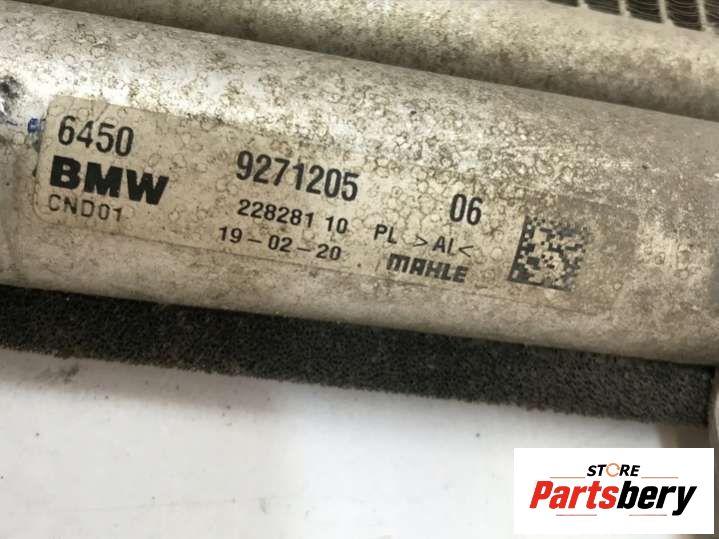 6450 9271205 06
BMW
CND01 228281 10 PL >AL<
19-02-20 MAHLE
STORE
Partsbery